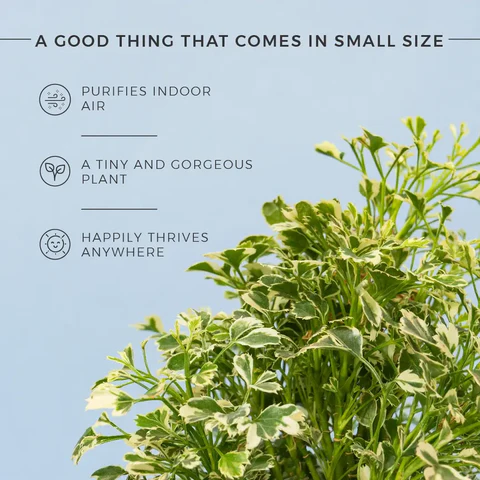 A GOOD THING THAT COMES IN SMALL SIZE
PURIFIES INDOOR
AIR
A TINY AND GORGEOUS
PLANT
HAPPILY THRIVES
ANYWHERE